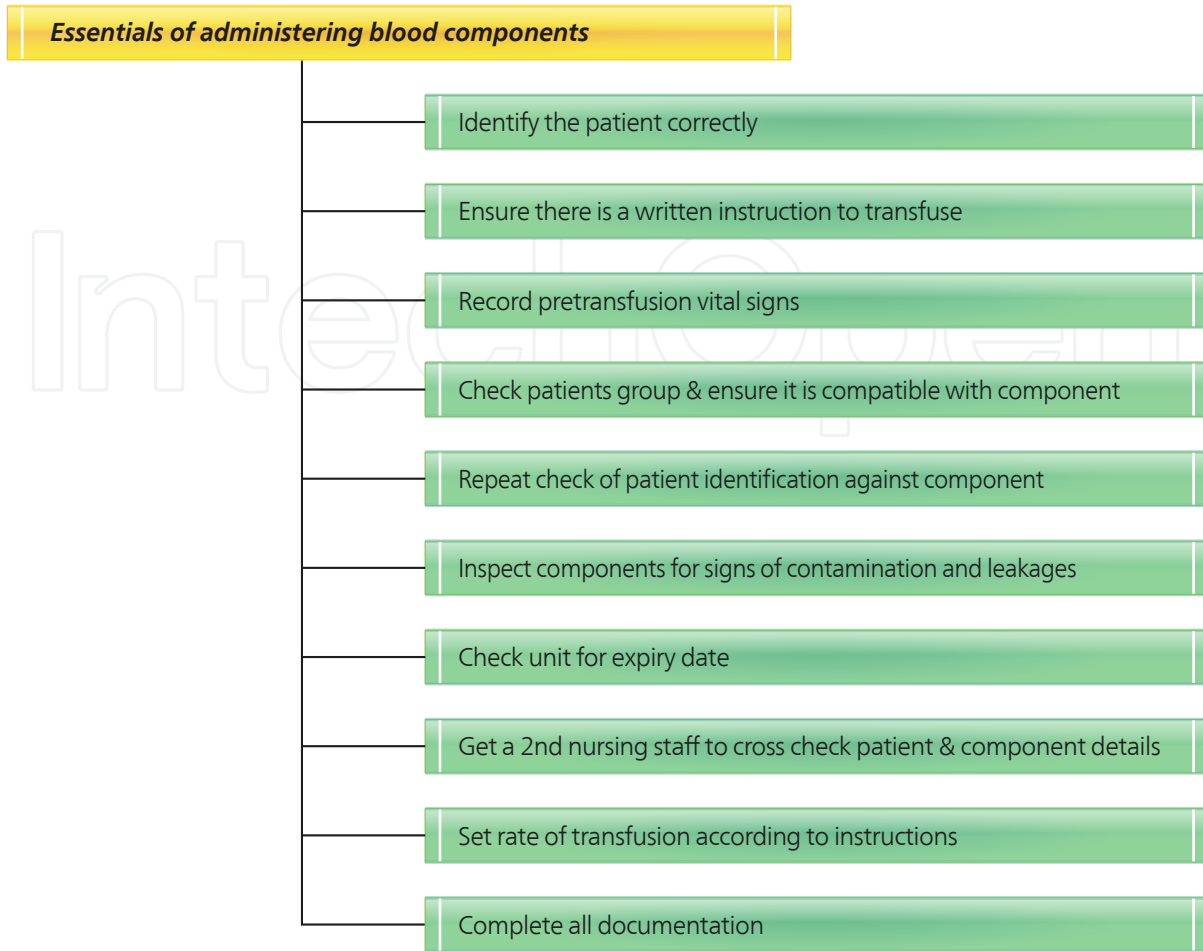 Essentials of administering blood components
Identify the patient correctly
Ensure there is a written instruction to transfuse
Record pretransfusion vital signs
IntechOpen
Check patients group & ensure it is compatible with component
Repeat check of patient identification against component
Inspect components for signs of contamination and leakages
Check unit for expiry date
Get a 2nd nursing staff to cross check patient & component details
Set rate of transfusion according to instructions
Complete all documentation